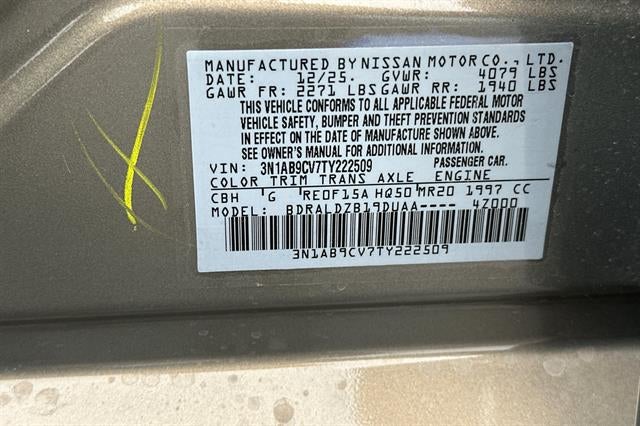 MANUFACTURED BY NISSAN MOTOR CO., LTD.
DATE: 12/25. GVWR: 4079 LBS
GAWR FR: 2271 LBS GAWR RR: 1940 LBS
THIS VEHICLE CONFORMS TO ALL APPLICABLE FEDERAL MOTOR
VEHICLE SAFETY, BUMPER AND THEFT PREVENTION STANDARDS
IN EFFECT ON THE DATE OF MANUFACTURE SHOWN ABOVE.
SEE OWNER'S MANUAL FOR ADDITIONAL INFORMATION.
VIN: 3N1AB9CV7TY222509 PASSENGER CAR.
COLOR TRIM TRANS AXLE ENGINE
CBH G RE0F15A HQ50 MR20 1997 CC
MODEL: BDRALDZB19DUAA---- 4Z000
3N1AB9CV7TY222509